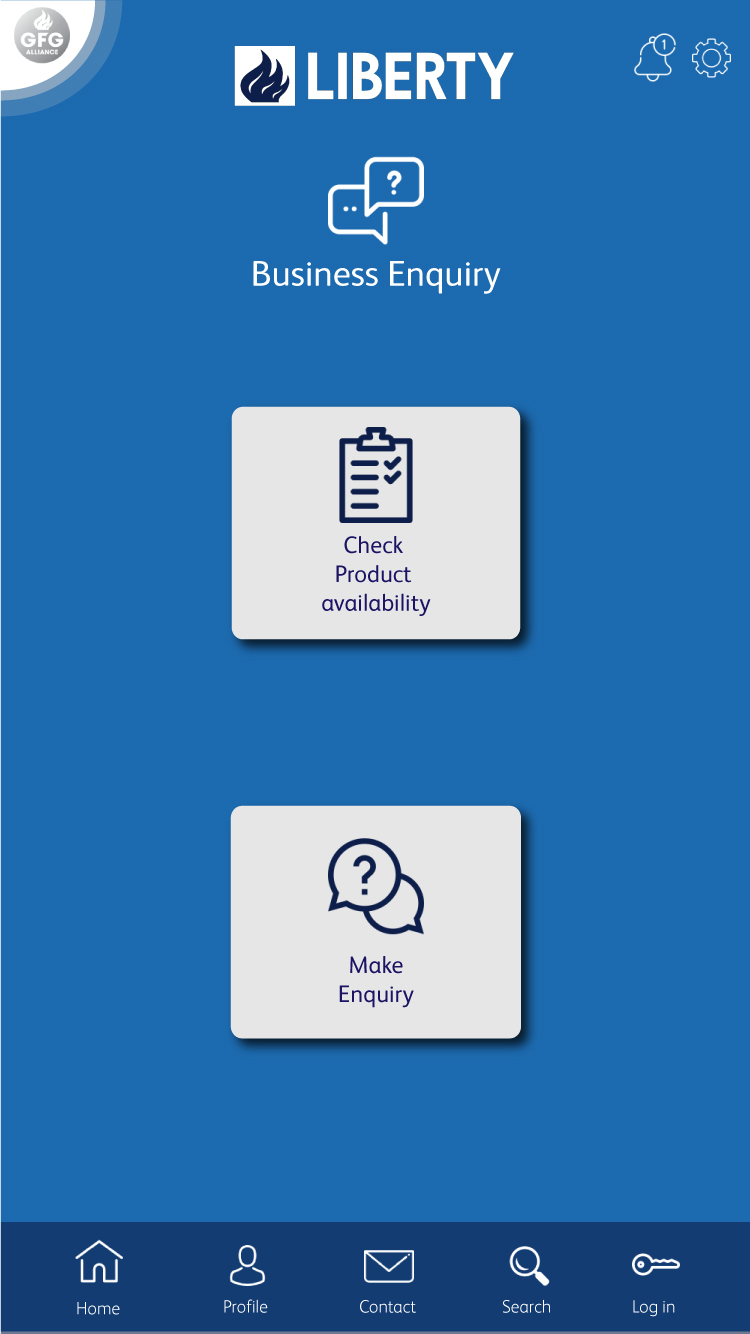 GFG
ALLIANCE
LIBERTY
1
?
Business Enquiry
Check
Product
availability
?
Make
Enquiry
Home
Profile
Contact
Search
Log in